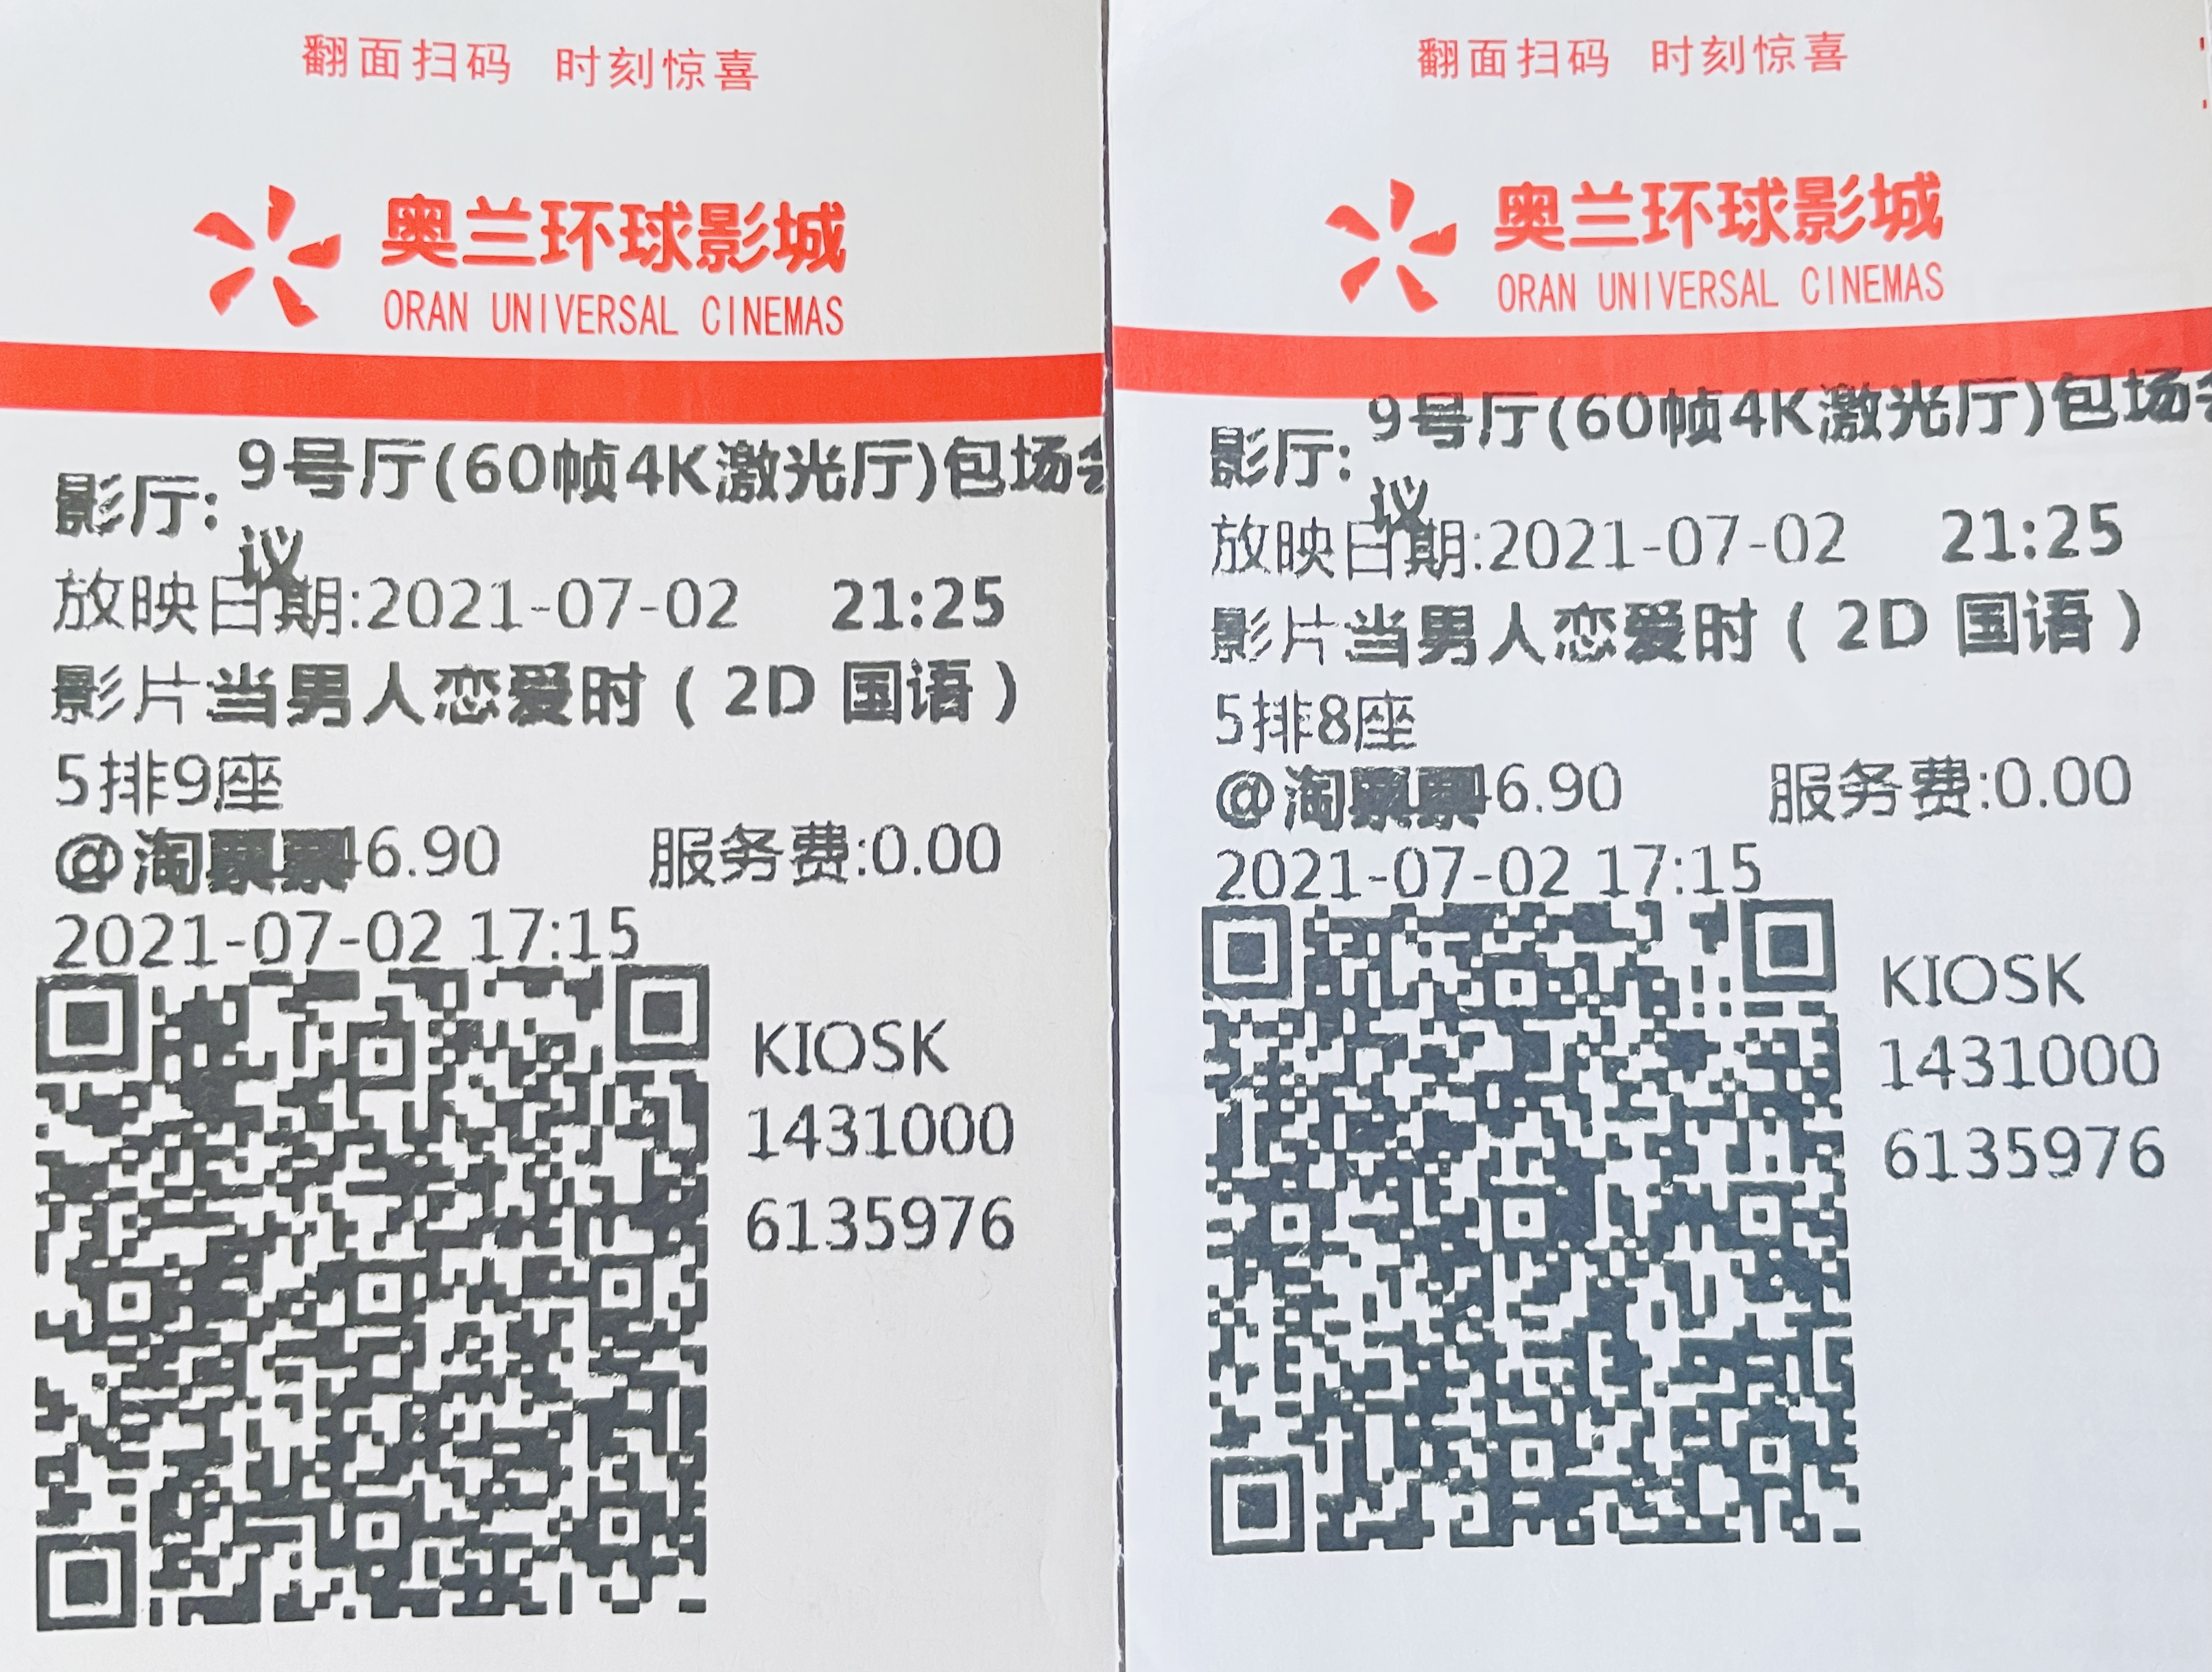 翻面扫码 时刻惊喜
奥兰环球影城
ORAN UNIVERSAL CINEMAS
影厅: 9号厅(60帧4K激光厅)包场会
议
放映日期:2021-07-02 21:25
影片当男人恋爱时(2D 国语)
5排9座
@淘票票46.90 服务费:0.00
2021-07-02 17:15
KIOSK
1431000
6135976
翻面扫码 时刻惊喜
奥兰环球影城
ORAN UNIVERSAL CINEMAS
影厅: 9号厅(60帧4K激光厅)包场会
议
放映日期:2021-07-02 21:25
影片当男人恋爱时(2D 国语)
5排8座
@淘票票46.90 服务费:0.00
2021-07-02 17:15
KIOSK
1431000
6135976